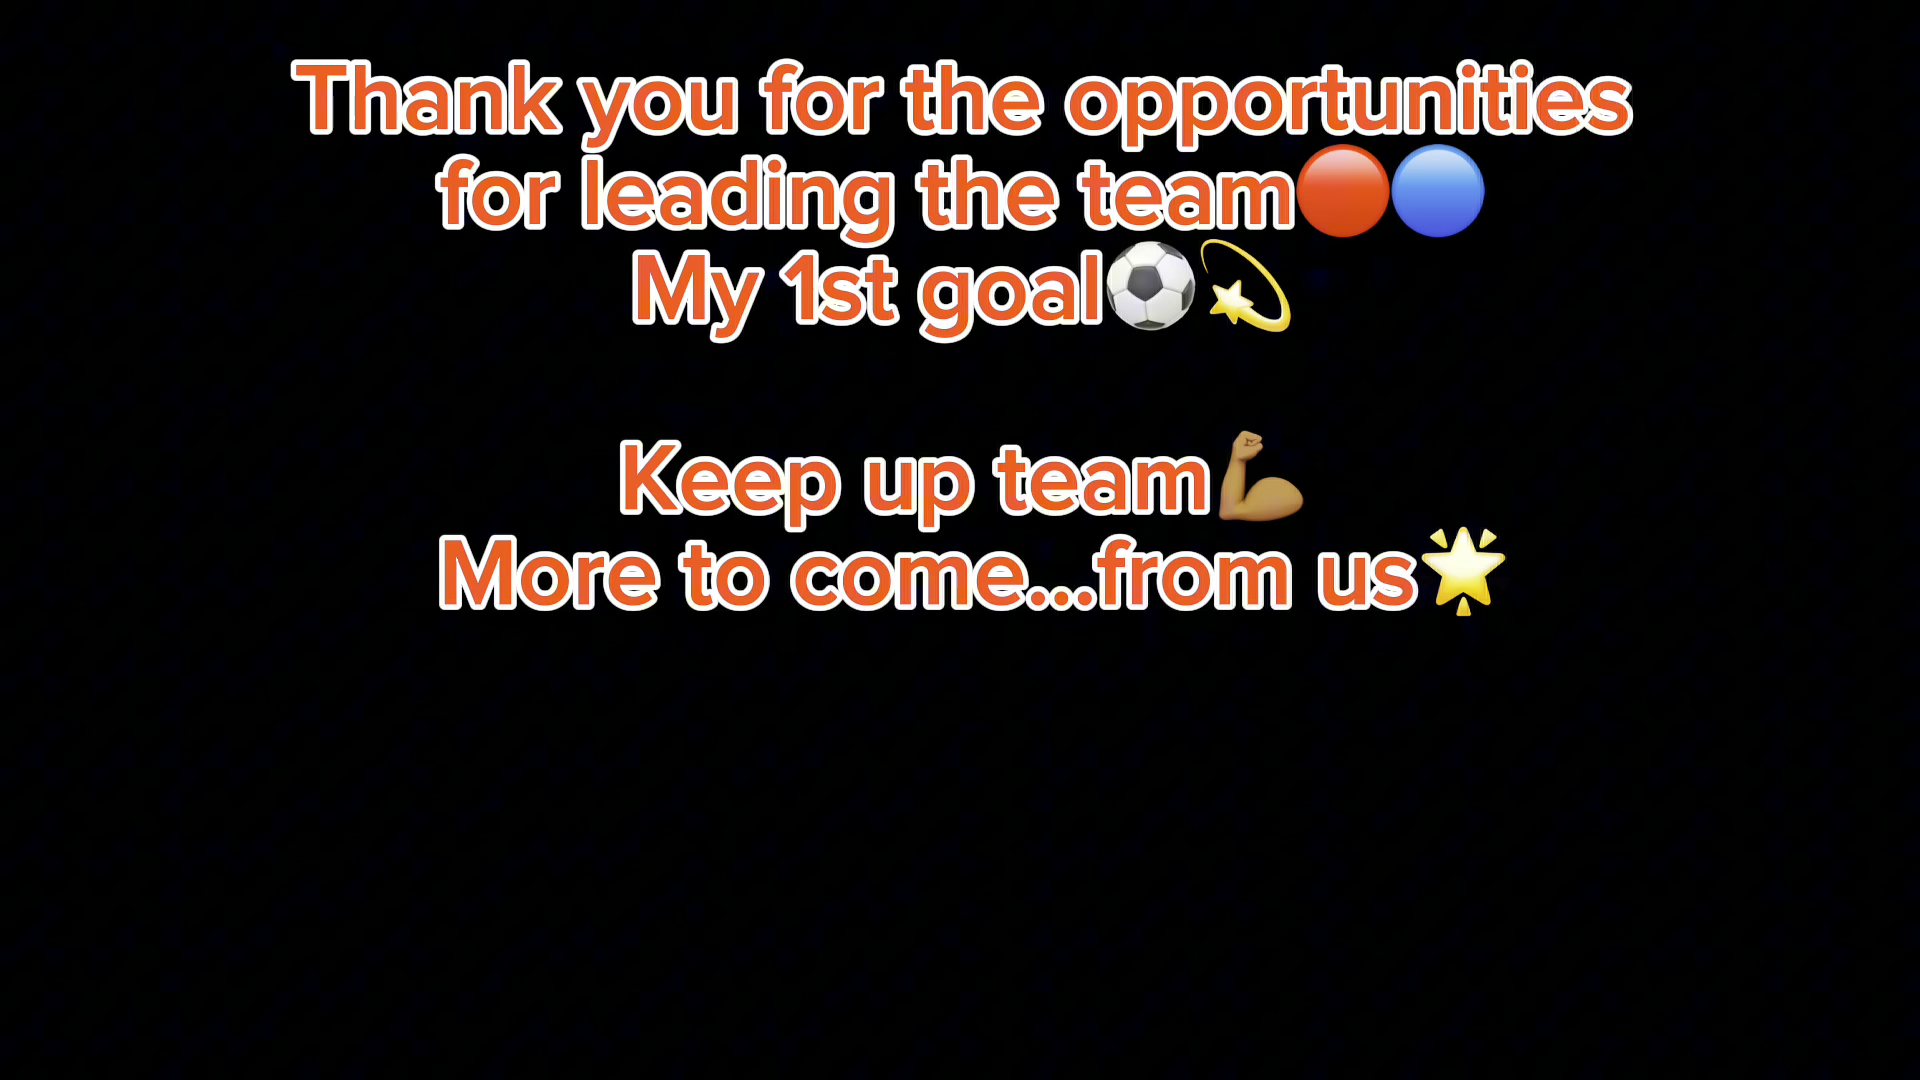 Thank you for the opportunities
for leading the team🔴🔵
My 1st goal⚽💫
Keep up team💪🏽
More to come...from us🌟